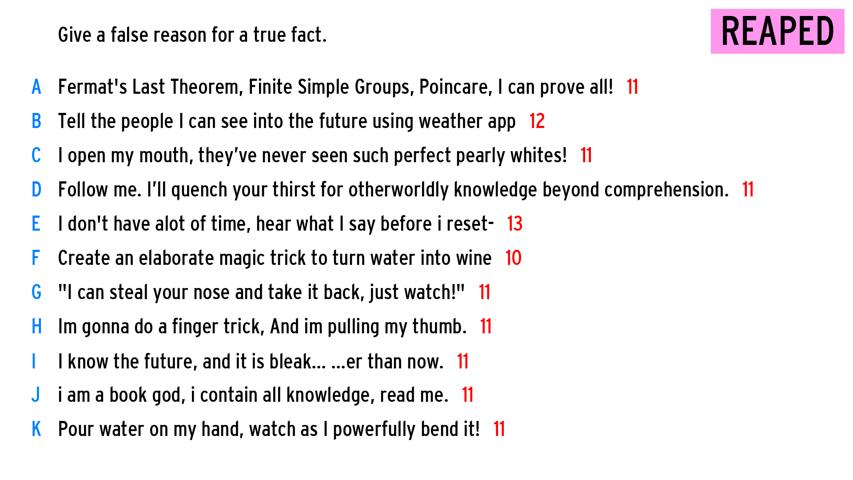 Give a false reason for a true fact.
REAPED
A Fermat's Last Theorem, Finite Simple Groups, Poincare, I can prove all! 11
B Tell the people I can see into the future using weather app 12
C I open my mouth, they've never seen such perfect pearly whites! 11
D Follow me. I'll quench your thirst for otherworldly knowledge beyond comprehension. 11
E I don't have alot of time, hear what I say before i reset- 13
F Create an elaborate magic trick to turn water into wine 10
G "I can steal your nose and take it back, just watch!" 11
H Im gonna do a finger trick, And im pulling my thumb. 11
I I know the future, and it is bleak... ...er than now. 11
J i am a book god, i contain all knowledge, read me. 11
K Pour water on my hand, watch as I powerfully bend it! 11